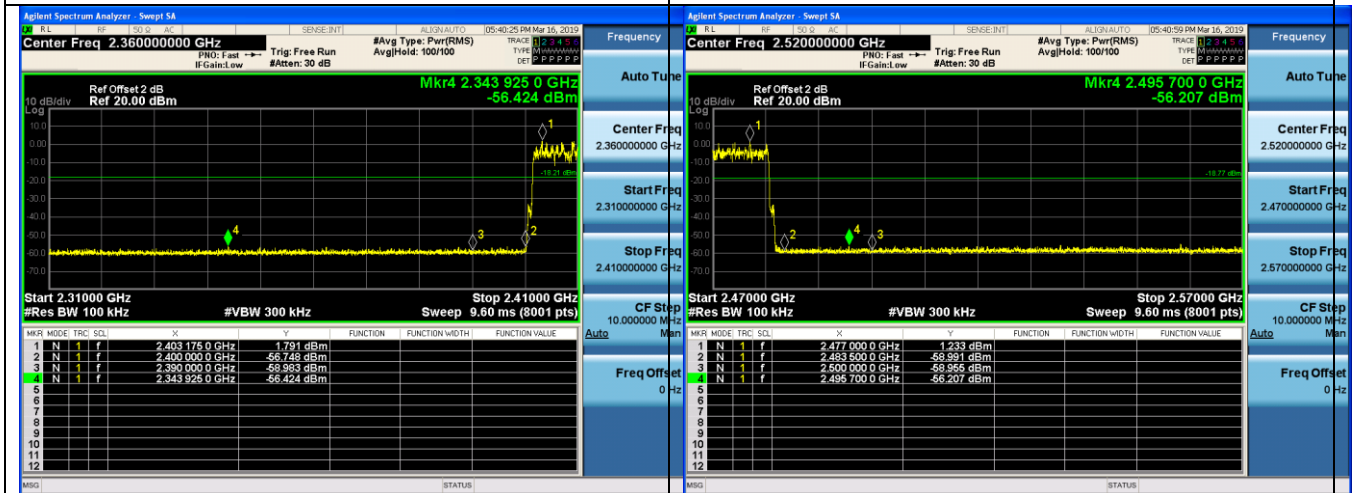 Agilent Spectrum Analyzer - Swept SA
RL RF 50 Ω AC SENSE:INT ALIGN AUTO 05:40:25 PM Mar 16, 2019
Center Freq 2.360000000 GHz
PNO: Fast
IFGain:Low
Trig: Free Run
#Atten: 30 dB
#Avg Type: Pwr(RMS)
Avg|Hold: 100/100
TRACE 1 2 3 4 5 6
TYPE M
DET P P P P P P
Mkr4 2.343 925 0 GHz
-56.424 dBm
Ref Offset 2 dB
10 dB/div Ref 20.00 dBm
Log
10.0
0.00
-10.0
-20.0
-30.0
-40.0
-50.0
-60.0
-70.0
-18.21 dBm
1
2
3
4
Start 2.31000 GHz Stop 2.41000 GHz
#Res BW 100 kHz #VBW 300 kHz Sweep 9.60 ms (8001 pts)
MKR MODE TRC SCL X Y FUNCTION FUNCTION WIDTH FUNCTION VALUE
1 N 1 f 2.403 175 0 GHz 1.791 dBm
2 N 1 f 2.400 000 0 GHz -56.748 dBm
3 N 1 f 2.390 000 0 GHz -58.983 dBm
4 N 1 f 2.343 925 0 GHz -56.424 dBm
5
6
7
8
9
10
11
12
MSG STATUS
Frequency
Auto Tune
Center Freq
2.360000000 GHz
Start Freq
2.310000000 GHz
Stop Freq
2.410000000 GHz
CF Step
10.000000 MHz
Auto Man
Freq Offset
0 Hz
Agilent Spectrum Analyzer - Swept SA
RL RF 50 Ω AC SENSE:INT ALIGN AUTO 05:40:59 PM Mar 16, 2019
Center Freq 2.520000000 GHz
PNO: Fast
IFGain:Low
Trig: Free Run
#Atten: 30 dB
#Avg Type: Pwr(RMS)
Avg|Hold: 100/100
TRACE 1 2 3 4 5 6
TYPE M
DET P P P P P P
Mkr4 2.495 700 0 GHz
-56.207 dBm
Ref Offset 2 dB
10 dB/div Ref 20.00 dBm
Log
10.0
0.00
-10.0
-20.0
-30.0
-40.0
-50.0
-60.0
-70.0
-18.77 dBm
1
2
4
3
Start 2.47000 GHz Stop 2.57000 GHz
#Res BW 100 kHz #VBW 300 kHz Sweep 9.60 ms (8001 pts)
MKR MODE TRC SCL X Y FUNCTION FUNCTION WIDTH FUNCTION VALUE
1 N 1 f 2.477 000 0 GHz 1.233 dBm
2 N 1 f 2.483 500 0 GHz -58.991 dBm
3 N 1 f 2.500 000 0 GHz -58.955 dBm
4 N 1 f 2.495 700 0 GHz -56.207 dBm
5
6
7
8
9
10
11
12
MSG STATUS
Frequency
Auto Tune
Center Freq
2.520000000 GHz
Start Freq
2.470000000 GHz
Stop Freq
2.570000000 GHz
CF Step
10.000000 MHz
Auto Man
Freq Offset
0 Hz